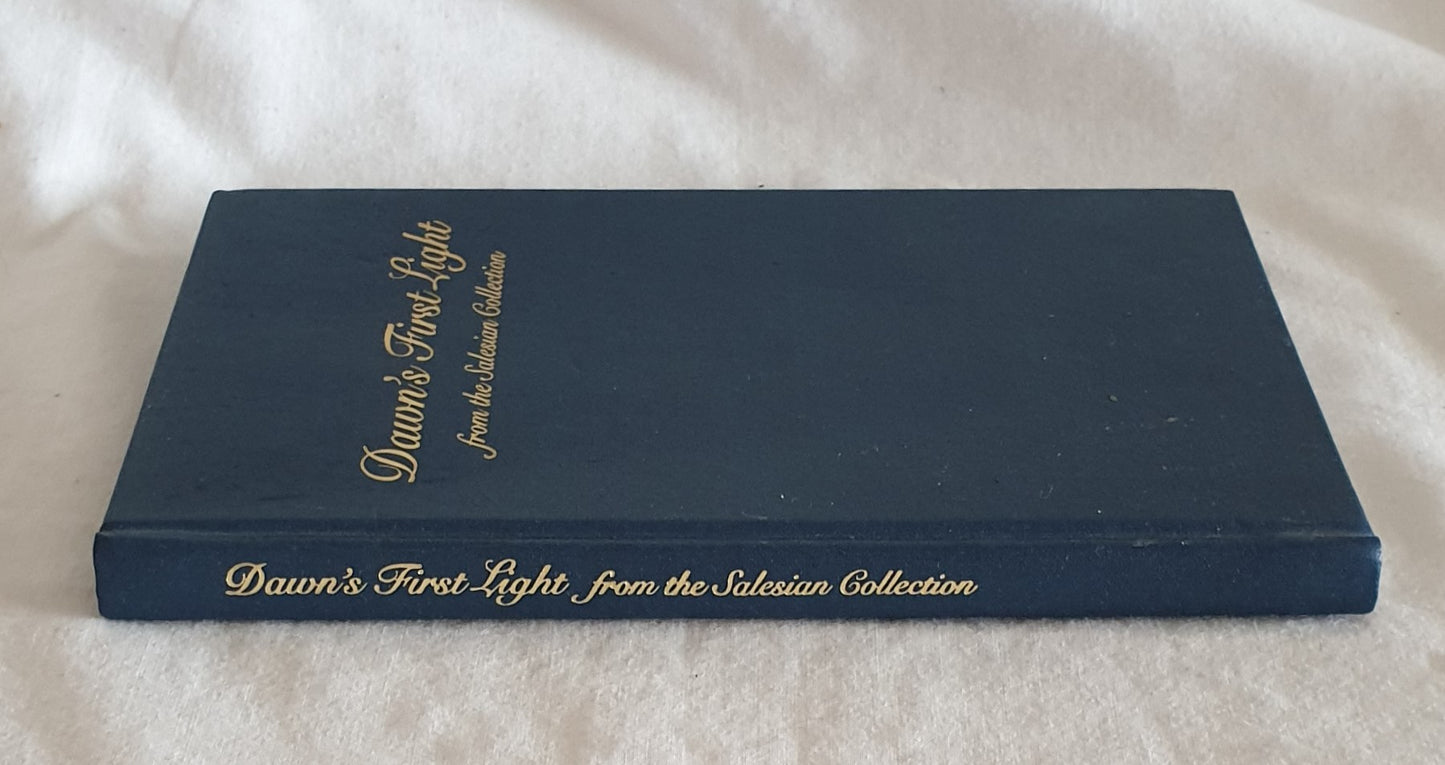 Dawn's First Light
from the Salesian Collection
Dawn's First Light from the Salesian Collection